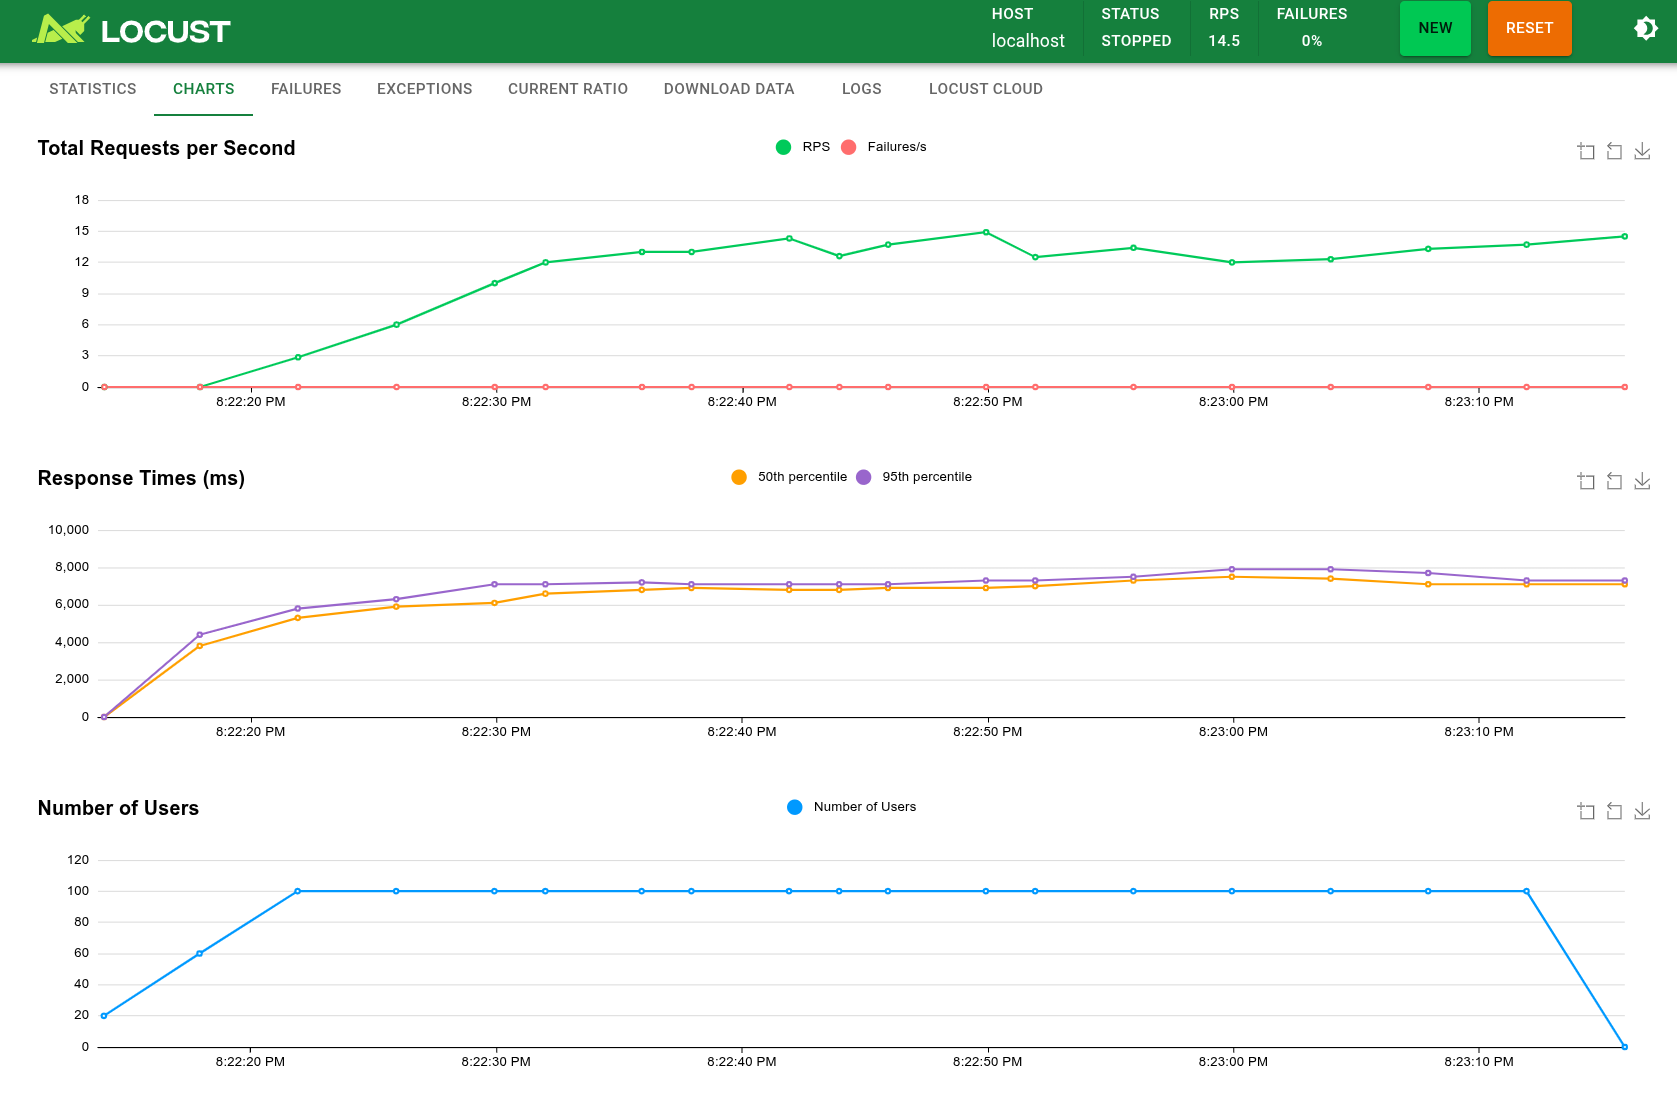 LOCUST
HOST
localhost
STATUS
STOPPED
RPS
14.5
FAILURES
0%
NEW
RESET
STATISTICS CHARTS FAILURES EXCEPTIONS CURRENT RATIO DOWNLOAD DATA LOGS LOCUST CLOUD
Total Requests per Second
RPS Failures/s
18
15
12
9
6
3
0
8:22:20 PM 8:22:30 PM 8:22:40 PM 8:22:50 PM 8:23:00 PM 8:23:10 PM
Response Times (ms)
50th percentile 95th percentile
10,000
8,000
6,000
4,000
2,000
0
8:22:20 PM 8:22:30 PM 8:22:40 PM 8:22:50 PM 8:23:00 PM 8:23:10 PM
Number of Users
Number of Users
120
100
80
60
40
20
0
8:22:20 PM 8:22:30 PM 8:22:40 PM 8:22:50 PM 8:23:00 PM 8:23:10 PM